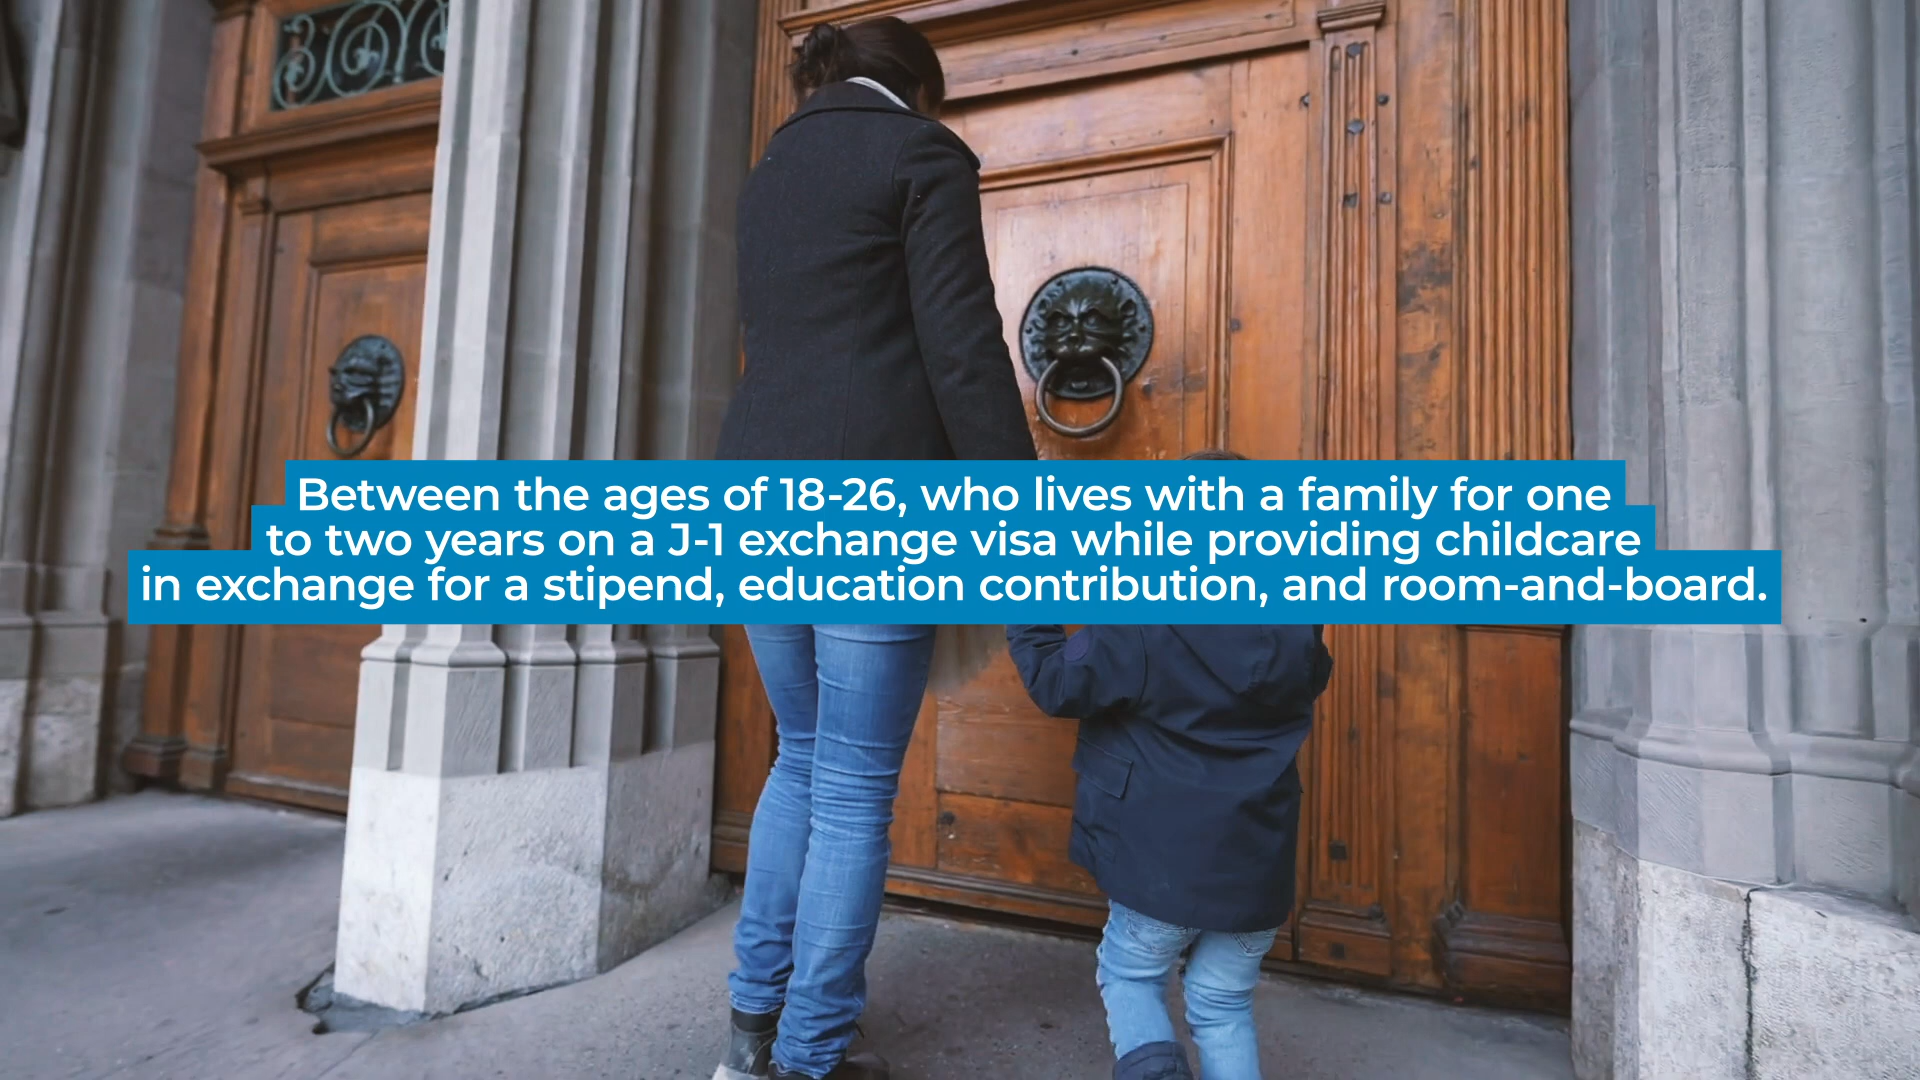 Between the ages of 18-26, who lives with a family for one
to two years on a J-1 exchange visa while providing childcare
in exchange for a stipend, education contribution, and room-and-board.